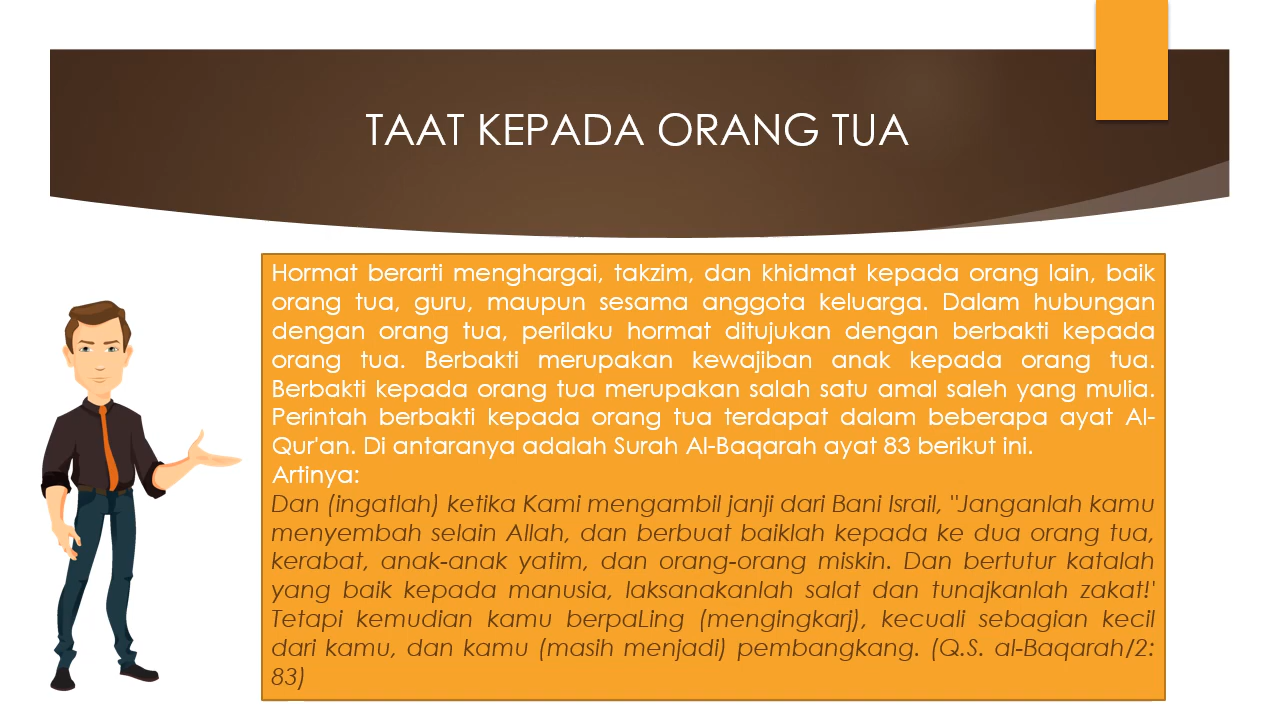 TAAT KEPADA ORANG TUA
Hormat berarti menghargai, takzim, dan khidmat kepada orang lain, baik
orang tua, guru, maupun sesama anggota keluarga. Dalam hubungan
dengan orang tua, perilaku hormat ditujukan dengan berbakti kepada
orang tua. Berbakti merupakan kewajiban anak kepada orang tua.
Berbakti kepada orang tua merupakan salah satu amal saleh yang mulia.
Perintah berbakti kepada orang tua terdapat dalam beberapa ayat Al-
Qur'an. Di antaranya adalah Surah Al-Baqarah ayat 83 berikut ini.
Artinya:
Dan (ingatlah) ketika Kami mengambil janji dari Bani Israil, "Janganlah kamu
menyembah selain Allah, dan berbuat baiklah kepada ke dua orang tua,
kerabat, anak-anak yatim, dan orang-orang miskin. Dan bertutur katalah
yang baik kepada manusia, laksanakanlah salat dan tunajkanlah zakat!'
Tetapi kemudian kamu berpaLing (mengingkarj), kecuali sebagian kecil
dari kamu, dan kamu (masih menjadi) pembangkang. (Q.S. al-Baqarah/2:
83)